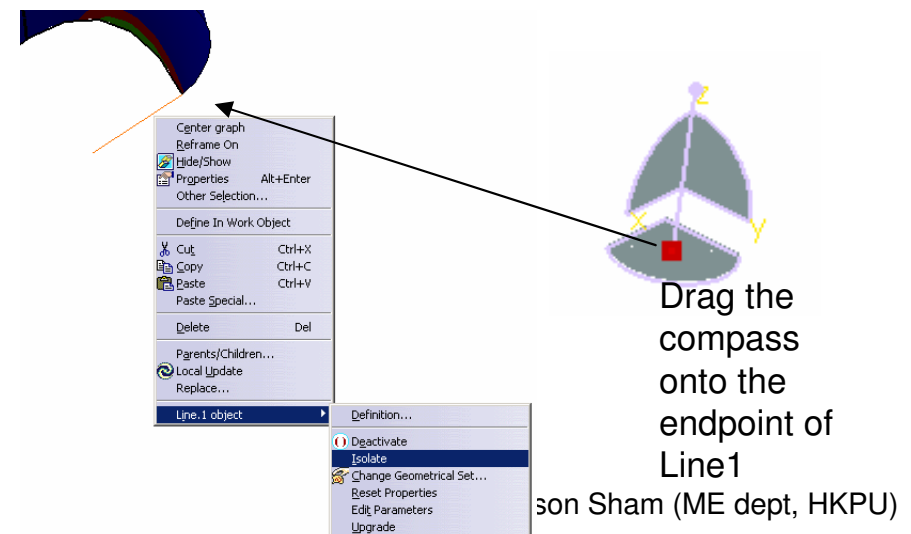 Center graph
Reframe On
Hide/Show
Properties Alt+Enter
Other Selection...
Define In Work Object
Cut Ctrl+X
Copy Ctrl+C
Paste Ctrl+V
Paste Special...
Delete Del
Parents/Children...
Local Update
Replace...
Line.1 object
Definition...
Deactivate
Isolate
Change Geometrical Set...
Reset Properties
Edit Parameters
Upgrade
z
x
y
Drag the
compass
onto the
endpoint of
Line1
son Sham (ME dept, HKPU)